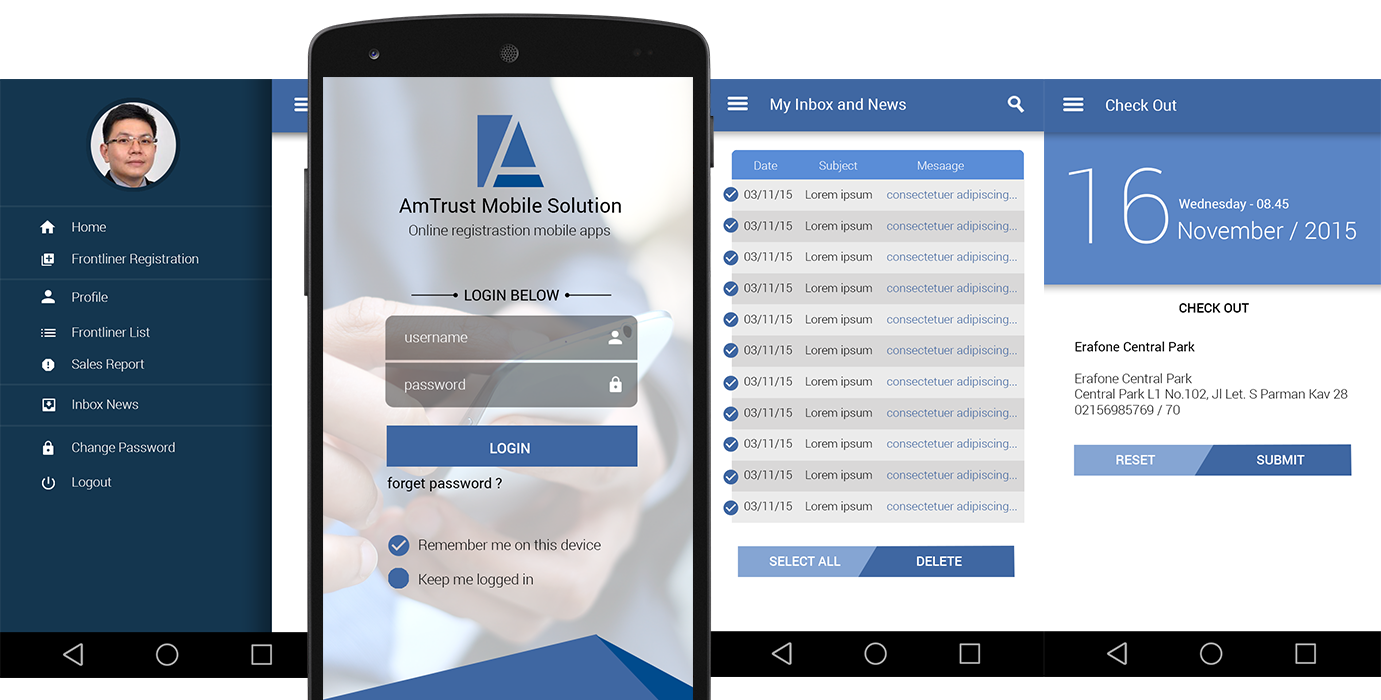 Home
Frontliner Registration
Profile
Frontliner List
Sales Report
Inbox News
Change Password
Logout
AmTrust Mobile Solution
Online registrastion mobile apps
LOGIN BELOW
username
password
LOGIN
forget password ?
Remember me on this device
Keep me logged in
My Inbox and News
Date Subject Mesaage
03/11/15 Lorem ipsum consectetuer adipiscing...
03/11/15 Lorem ipsum consectetuer adipiscing...
03/11/15 Lorem ipsum consectetuer adipiscing...
03/11/15 Lorem ipsum consectetuer adipiscing...
03/11/15 Lorem ipsum consectetuer adipiscing...
03/11/15 Lorem ipsum consectetuer adipiscing...
03/11/15 Lorem ipsum consectetuer adipiscing...
03/11/15 Lorem ipsum consectetuer adipiscing...
03/11/15 Lorem ipsum consectetuer adipiscing...
03/11/15 Lorem ipsum consectetuer adipiscing...
03/11/15 Lorem ipsum consectetuer adipiscing...
SELECT ALL DELETE
Check Out
16
Wednesday - 08.45
November / 2015
CHECK OUT
Erafone Central Park
Erafone Central Park
Central Park L1 No.102, Jl Let. S Parman Kav 28
02156985769 / 70
RESET SUBMIT